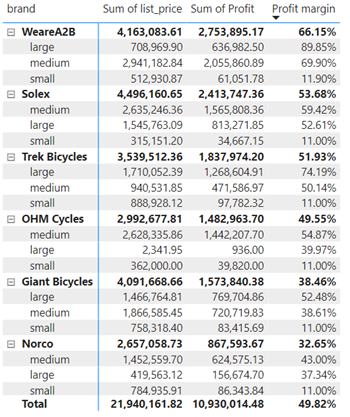 brand Sum of list_price Sum of Profit Profit margin
WeareA2B 4,163,083.61 2,753,895.17 66.15%
large 708,969.90 636,982.50 89.85%
medium 2,941,182.84 2,055,860.89 69.90%
small 512,930.87 61,051.78 11.90%
Solex 4,496,160.65 2,413,747.36 53.68%
medium 2,635,246.36 1,565,808.36 59.42%
large 1,545,763.09 813,271.85 52.61%
small 315,151.20 34,667.15 11.00%
Trek Bicycles 3,539,512.36 1,837,974.20 51.93%
large 1,710,052.39 1,268,604.91 74.19%
medium 940,531.85 471,586.97 50.14%
small 888,928.12 97,782.32 11.00%
OHM Cycles 2,992,677.81 1,482,963.70 49.55%
medium 2,628,335.86 1,442,207.70 54.87%
large 2,341.95 936.00 39.97%
small 362,000.00 39,820.00 11.00%
Giant Bicycles 4,091,668.66 1,573,840.38 38.46%
large 1,466,764.81 769,704.86 52.48%
medium 1,866,585.45 720,719.83 38.61%
small 758,318.40 83,415.69 11.00%
Norco 2,657,058.73 867,593.67 32.65%
medium 1,452,559.70 624,575.13 43.00%
large 419,563.12 156,674.70 37.34%
small 784,935.91 86,343.84 11.00%
Total 21,940,161.82 10,930,014.48 49.82%